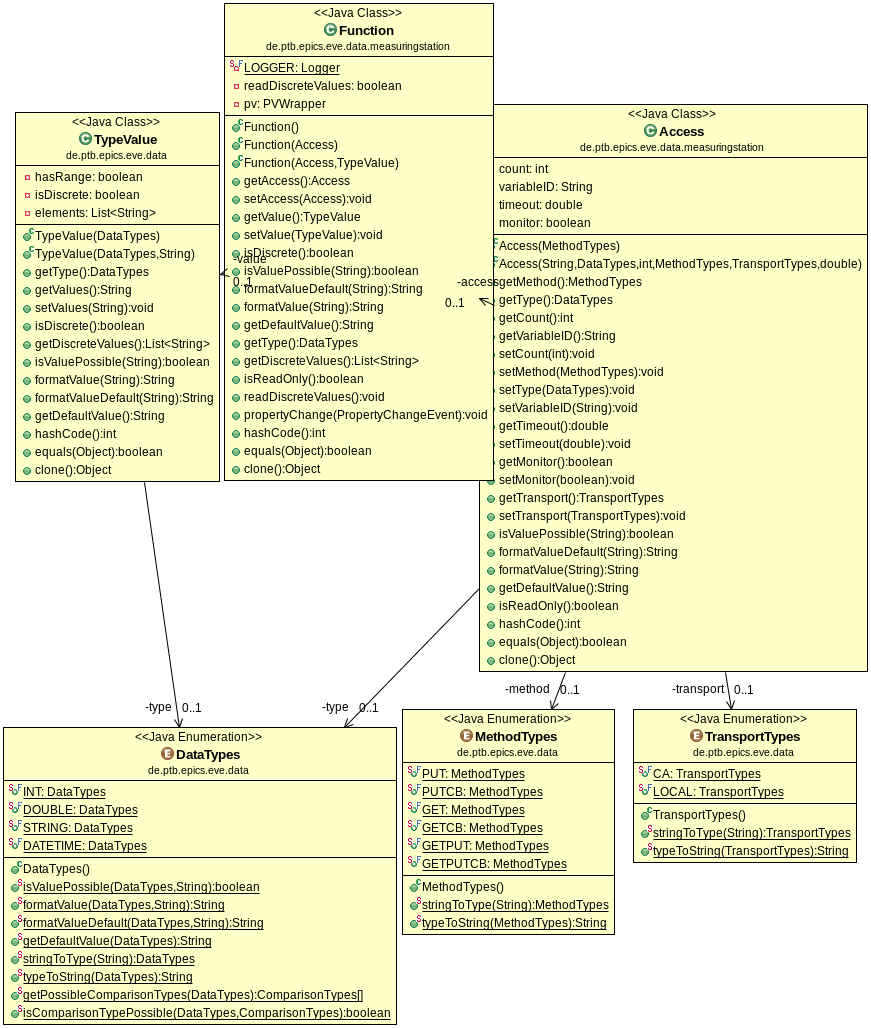 <<Java Class>>
Function
de.ptb.epics.eve.data.measuringstation
LOGGER: Logger
readDiscreteValues: boolean
pv: PVWrapper
Function()
Function(Access)
Function(Access,TypeValue)
getAccess():Access
setAccess(Access):void
getValue():TypeValue
setValue(TypeValue):void
isDiscrete():boolean
isValuePossible(String):boolean
formatValueDefault(String):String
formatValue(String):String
getDefaultValue():String
getType():DataTypes
getDiscreteValues():List<String>
isReadOnly():boolean
readDiscreteValues():void
propertyChange(PropertyChangeEvent):void
hashCode():int
equals(Object):boolean
clone():Object
<<Java Class>>
TypeValue
de.ptb.epics.eve.data
hasRange: boolean
isDiscrete: boolean
elements: List<String>
TypeValue(DataTypes)
TypeValue(DataTypes,String)
getType():DataTypes
getValues():String
setValues(String):void
isDiscrete():boolean
getDiscreteValues():List<String>
isValuePossible(String):boolean
formatValue(String):String
formatValueDefault(String):String
getDefaultValue():String
hashCode():int
equals(Object):boolean
clone():Object
-value
0..1
<<Java Class>>
Access
de.ptb.epics.eve.data.measuringstation
count: int
variableID: String
timeout: double
monitor: boolean
Access(MethodTypes)
Access(String,DataTypes,int,MethodTypes,TransportTypes,double)
getMethod():MethodTypes
getType():DataTypes
getCount():int
getVariableID():String
setCount(int):void
setMethod(MethodTypes):void
setType(DataTypes):void
setVariableID(String):void
getTimeout():double
setTimeout(double):void
getMonitor():boolean
setMonitor(boolean):void
getTransport():TransportTypes
setTransport(TransportTypes):void
isValuePossible(String):boolean
formatValueDefault(String):String
formatValue(String):String
getDefaultValue():String
isReadOnly():boolean
hashCode():int
equals(Object):boolean
clone():Object
-access
0..1
-type 0..1
-type 0..1
-method 0..1
-transport 0..1
<<Java Enumeration>>
DataTypes
de.ptb.epics.eve.data
INT: DataTypes
DOUBLE: DataTypes
STRING: DataTypes
DATETIME: DataTypes
DataTypes()
isValuePossible(DataTypes,String):boolean
formatValue(DataTypes,String):String
formatValueDefault(DataTypes,String):String
getDefaultValue(DataTypes):String
stringToType(String):DataTypes
typeToString(DataTypes):String
getPossibleComparisonTypes(DataTypes):ComparisonTypes[]
isComparisonTypePossible(DataTypes,ComparisonTypes):boolean
<<Java Enumeration>>
MethodTypes
de.ptb.epics.eve.data
PUT: MethodTypes
PUTCB: MethodTypes
GET: MethodTypes
GETCB: MethodTypes
GETPUT: MethodTypes
GETPUTCB: MethodTypes
MethodTypes()
stringToType(String):MethodTypes
typeToString(MethodTypes):String
<<Java Enumeration>>
TransportTypes
de.ptb.epics.eve.data
CA: TransportTypes
LOCAL: TransportTypes
TransportTypes()
stringToType(String):TransportTypes
typeToString(TransportTypes):String